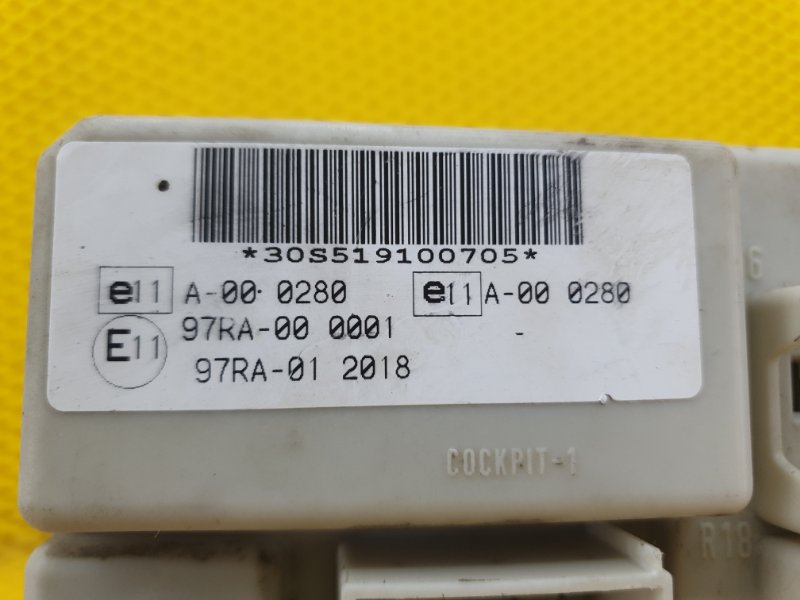 *30S519100705*
e11 A-00 0280 e11 A-00 0280
E11 97RA-00 0001
97RA-01 2018
COCKPIT-1
6
R18